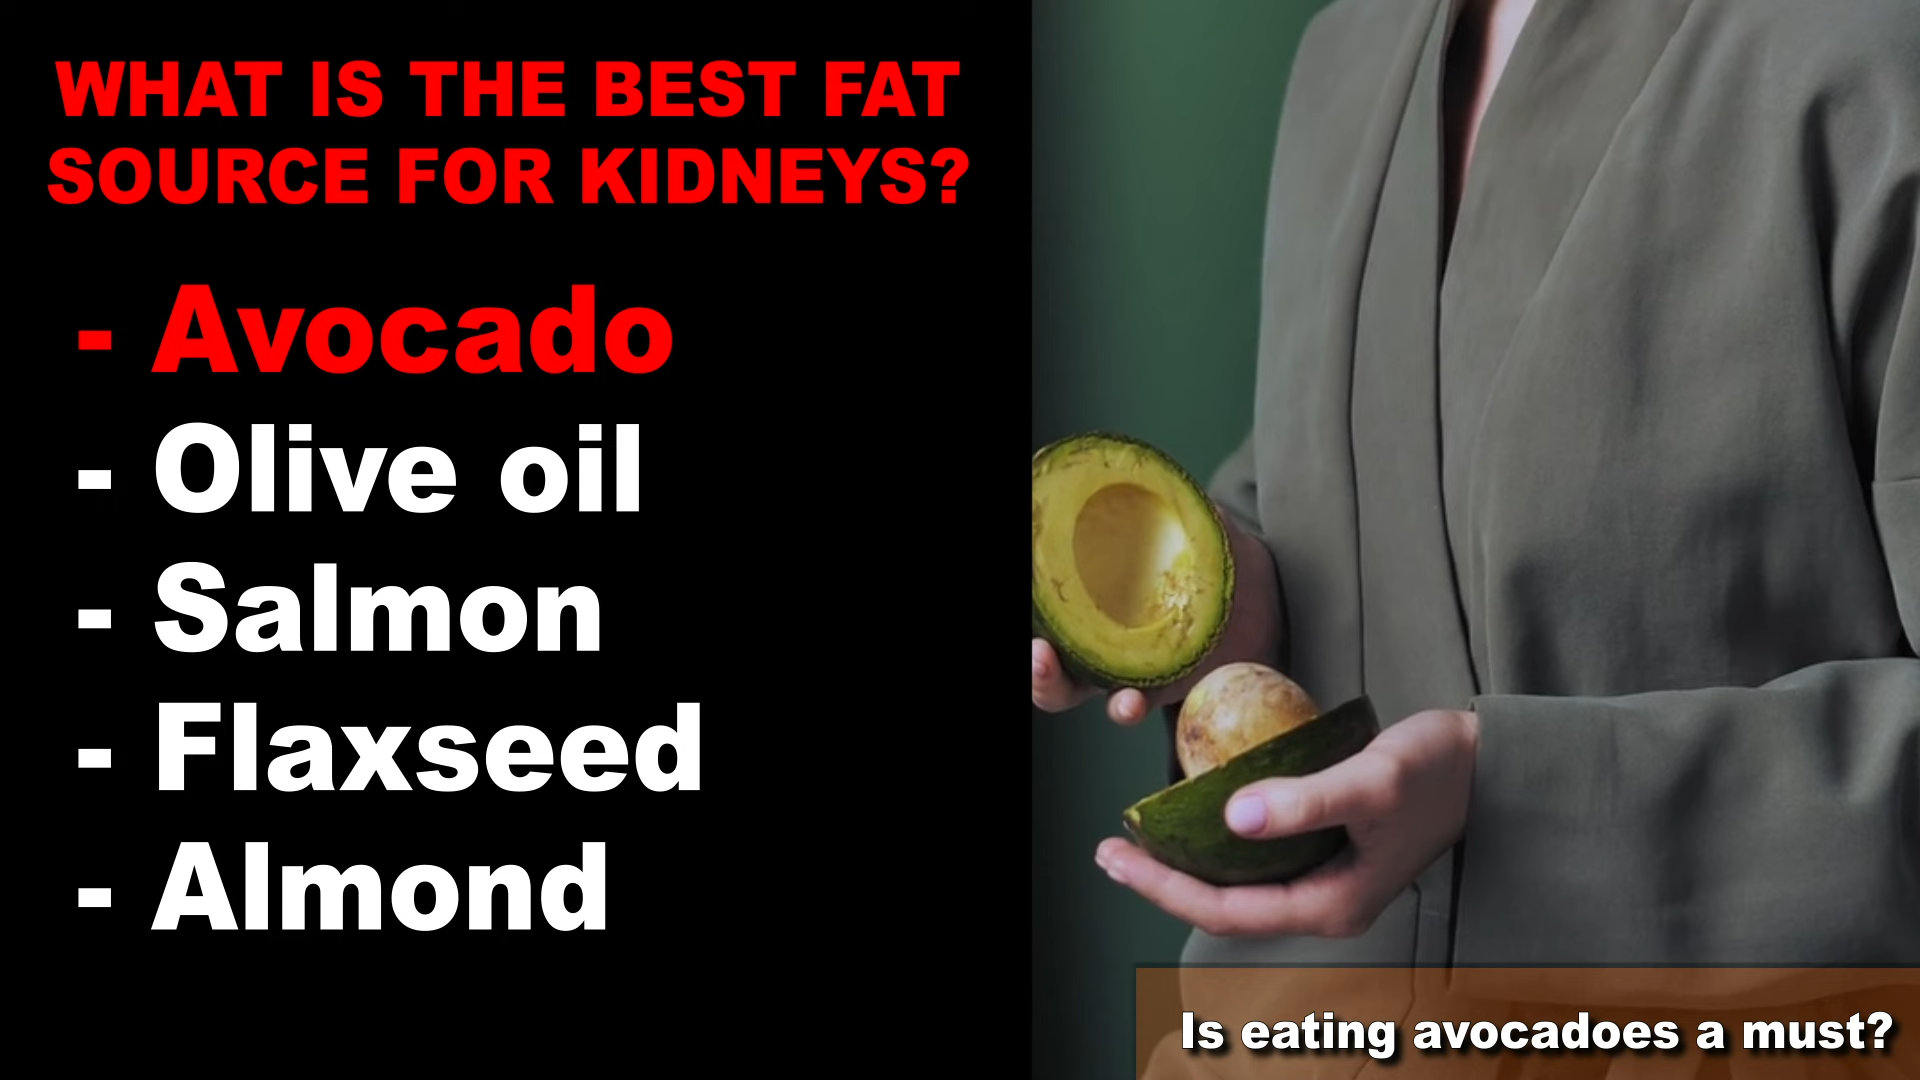 WHAT IS THE BEST FAT
SOURCE FOR KIDNEYS?
- Avocado
- Olive oil
- Salmon
- Flaxseed
- Almond
Is eating avocadoes a must?